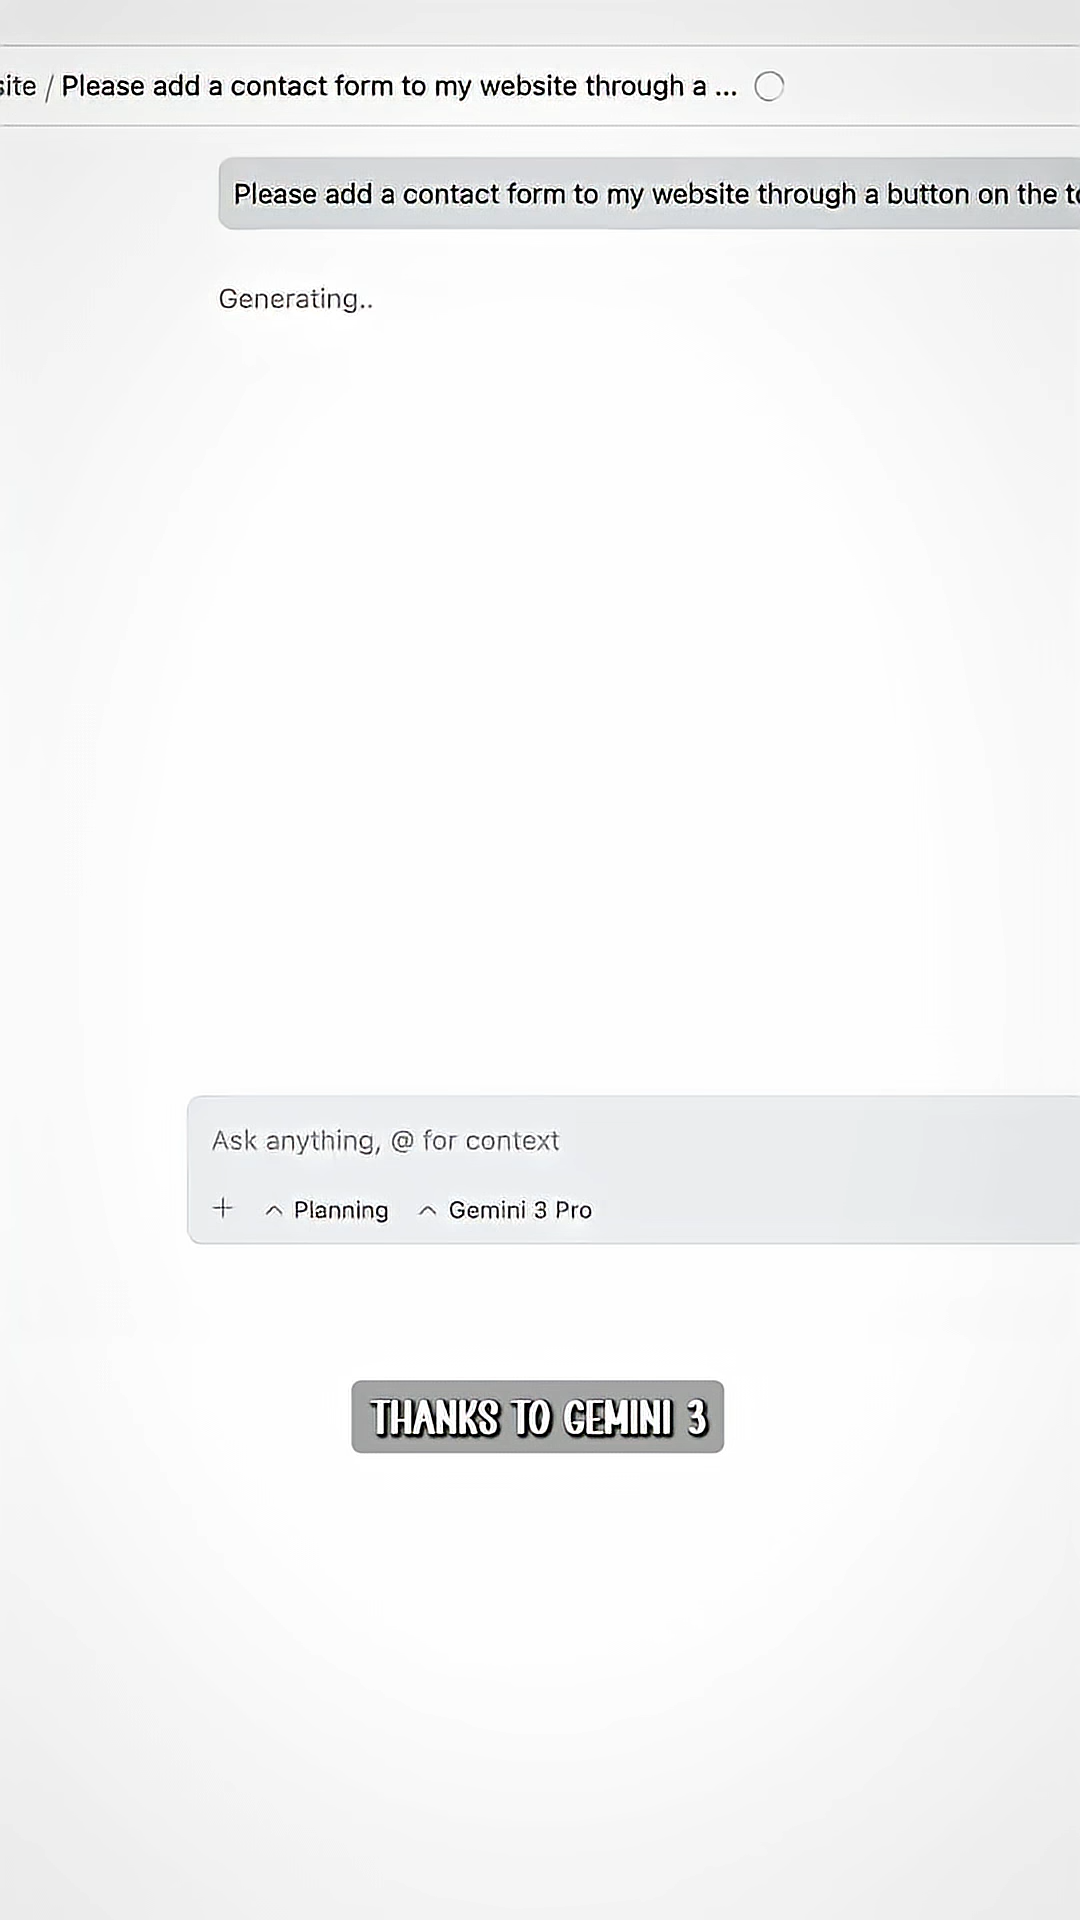 site / Please add a contact form to my website through a ...
Please add a contact form to my website through a button on the
Generating..
Ask anything, @ for context
+ ^ Planning ^ Gemini 3 Pro
THANKS TO GEMINI 3